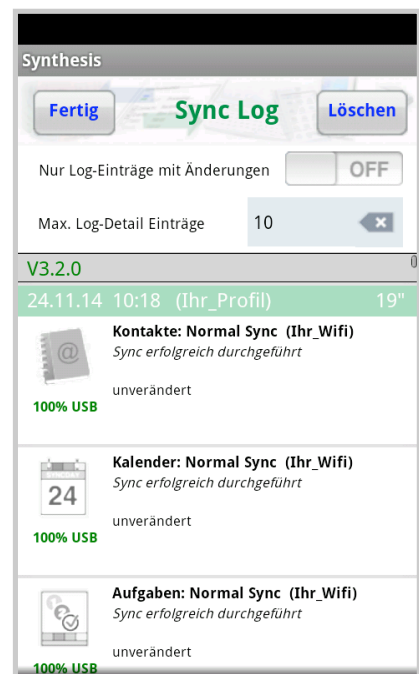 Synthesis
Fertig Sync Log Löschen
Nur Log-Einträge mit Änderungen OFF
Max. Log-Detail Einträge 10
V3.2.0
24.11.14 10:18 (Ihr_Profil) 19"
Kontakte: Normal Sync (Ihr_Wifi)
Sync erfolgreich durchgeführt
unverändert
100% USB
Kalender: Normal Sync (Ihr_Wifi)
Sync erfolgreich durchgeführt
24
unverändert
100% USB
Aufgaben: Normal Sync (Ihr_Wifi)
Sync erfolgreich durchgeführt
unverändert
100% USB